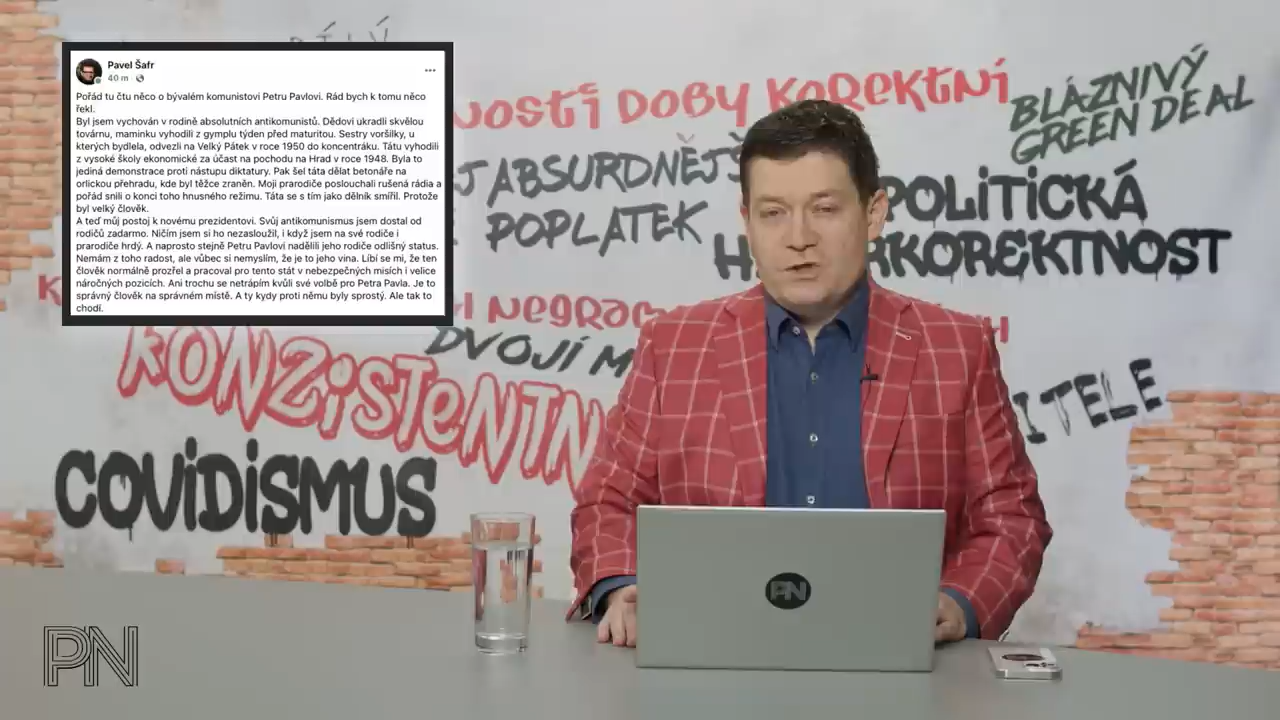 Pavel Šafr
40 m
Pořád tu čtu něco o bývalém komunistovi Petru Pavlovi. Rád bych k tomu něco
řekl.
Byl jsem vychován v rodině absolutních antikomunistů. Dědovi ukradli skvělou
továrnu, maminku vyhodili z gymplu týden před maturitou. Sestry voršilky, u
kterých bydlela, odvezli na Velký Pátek v roce 1950 do koncentráku. Tátu vyhodili
z vysoké školy ekonomické za účast na pochodu na Hrad v roce 1948. Byla to
jediná demonstrace proti nástupu diktatury. Pak šel táta dělat betonáře na
orlickou přehradu, kde byl těžce zraněn. Moji prarodiče poslouchali rušená rádia a
pořád snili o konci toho hnusného režimu. Táta se s tím jako dělník smířil. Protože
byl velký člověk.
A teď můj postoj k novému prezidentovi. Svůj antikomunismus jsem dostal od
rodičů zadarmo. Ničím jsem si ho nezasloužil, i když jsem na své rodiče i
prarodiče hrdý. A naprosto stejně Petru Pavlovi nadělili jeho rodiče odlišný status.
Nemám z toho radost, ale vůbec si nemyslím, že je to jeho vina. Líbí se mi, že ten
člověk normálně prozřel a pracoval pro tento stát v nebezpečných misích i velice
náročných pozicích. Ani trochu se netrápím kvůli své volbě pro Petra Pavla. Je to
správný člověk na správném místě. A ty kydy proti němu byly sprostý. Ale tak to
chodí.
NOSTÍ DOBY KOREKTNÍ
BLÁZNIVÝ
GREEN DEAL
J ABSURDNĚJŠ
POPLATEK
POLITICKÁ
H RKOREKTNOST
DVOJÍ M
KONZISTENTN
ITELE
COVIDISMUS
PN
PN